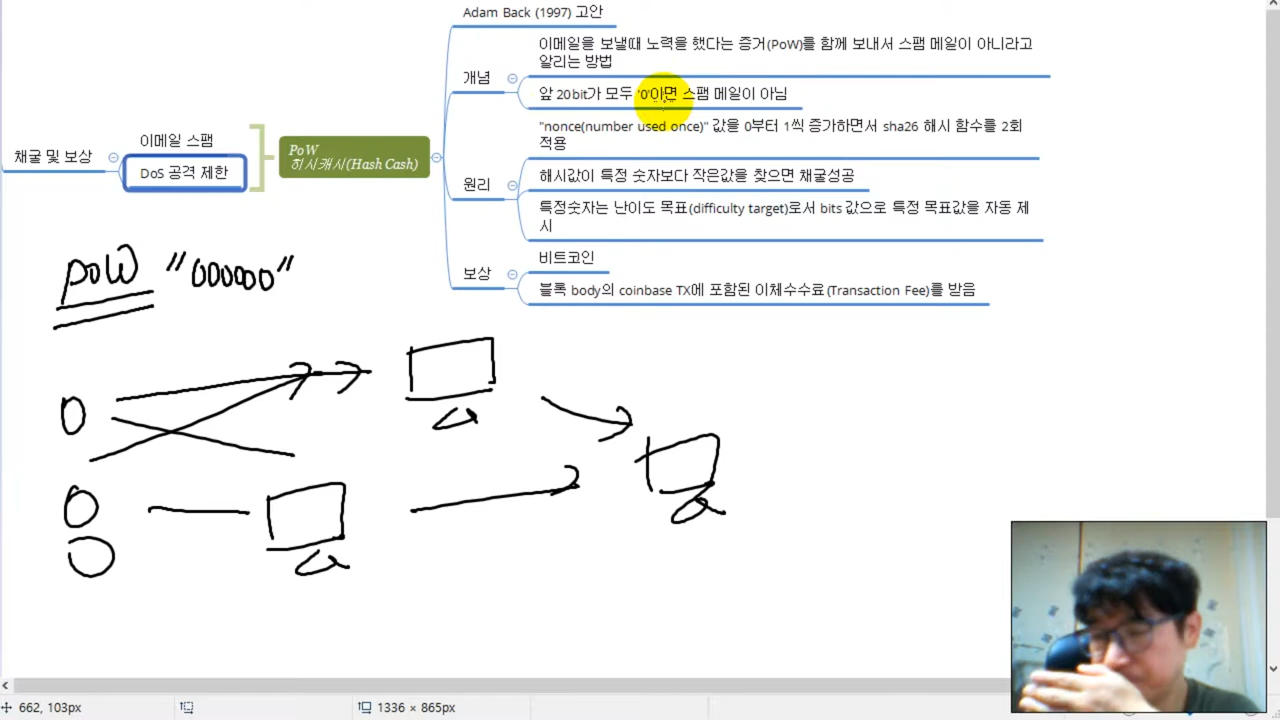 Adam Back (1997) 고안
이메일을 보낼때 노력을 했다는 증거(PoW)를 함께 보내서 스팸 메일이 아니라고
알리는 방법
개념
앞 20bit가 모두 '0'이면 스팸 메일이 아님
"nonce(number used once)" 값을 0부터 1씩 증가하면서 sha26 해시 함수를 2회
적용
이메일 스팸
PoW
히시캐시(Hash Cash)
채굴 및 보상
DoS 공격 제한
원리
해시값이 특정 숫자보다 작은값을 찾으면 채굴성공
특정숫자는 난이도 목표(difficulty target)로서 bits 값으로 특정 목표값을 자동 제
시
보상
비트코인
블록 body의 coinbase TX에 포함된 이체수수료(Transaction Fee)를 받음
POW "000000"
662, 103px
1336 × 865px